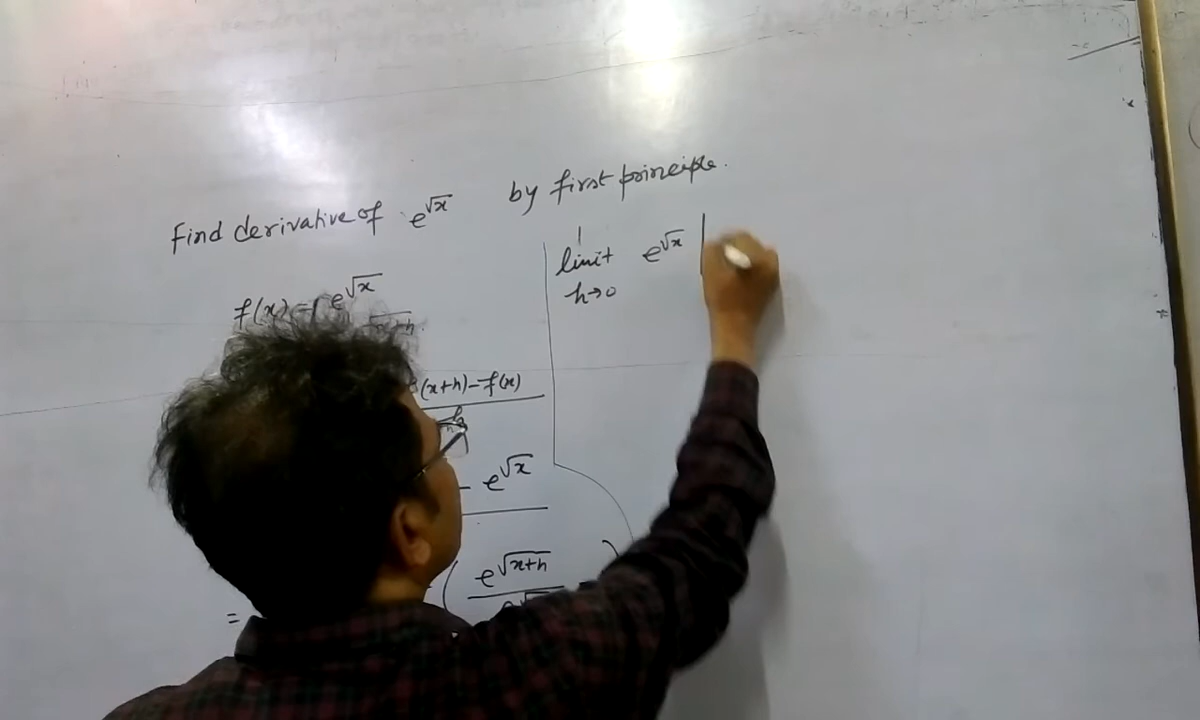 Find derivative of e^√x by first principle.
f(x) = e^√x
√x+h.
(x+h) – f(x)
h
– e^√x
= ( e^√x+h
e^√x )
limit e^√x |
h→0